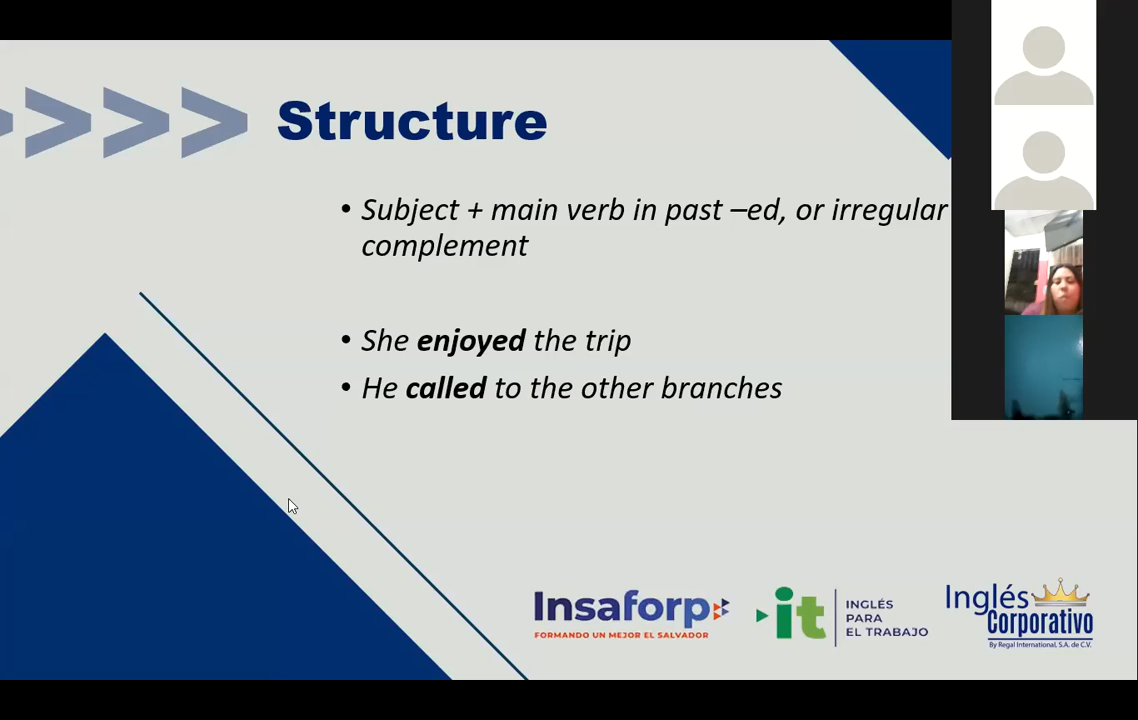 Structure
• Subject + main verb in past –ed, or irregular
complement
• She enjoyed the trip
• He called to the other branches
Insaforp
FORMANDO UN MEJOR EL SALVADOR
it
INGLÉS
PARA
EL TRABAJO
Inglés
Corporativo
By Regal International, S.A. de C.V.